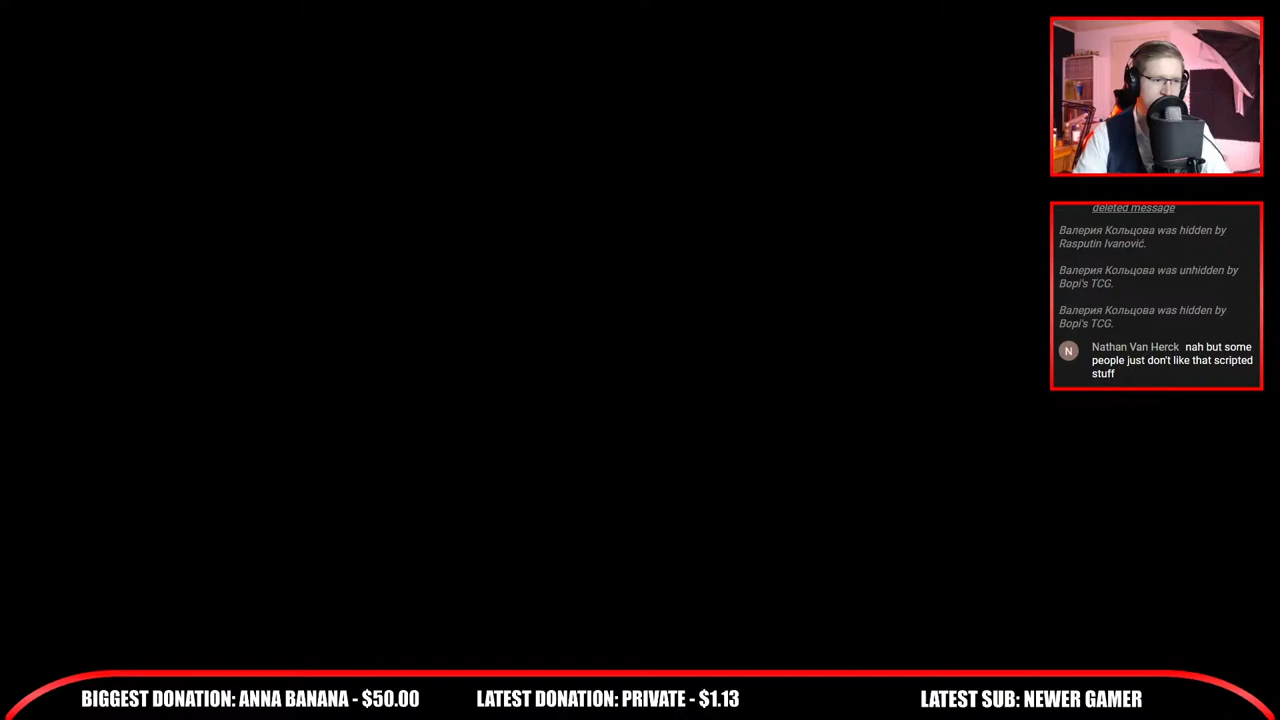 deleted message
Валерия Кольцова was hidden by
Rasputin Ivanović.
Валерия Кольцова was unhidden by
Bopi's TCG.
Валерия Кольцова was hidden by
Bopi's TCG.
N Nathan Van Herck nah but some
people just don't like that scripted
stuff
BIGGEST DONATION: ANNA BANANA - $50.00 LATEST DONATION: PRIVATE - $1.13 LATEST SUB: NEWER GAMER